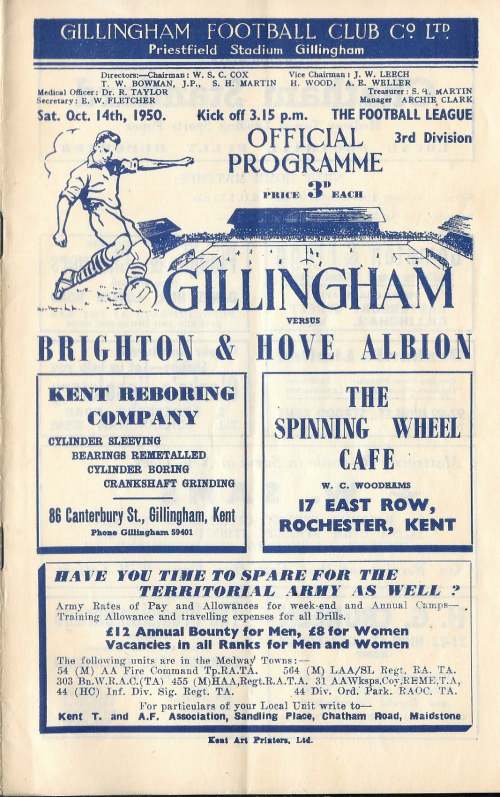 GILLINGHAM FOOTBALL CLUB Co LTD.
Priestfield Stadium Gillingham
Directors:—Chairman: W. S. C. COX Vice Chairman: J. W. LEECH
T. W. BOWMAN, J.P., S. H. MARTIN H. WOOD, A. E. WELLER
Medical Officer: Dr. R. TAYLOR Treasurer: S. H. MARTIN
Secretary: E. W. FLETCHER Manager ARCHIE CLARK
Sat. Oct. 14th, 1950. Kick off 3.15 p.m. THE FOOTBALL LEAGUE
3rd Division
OFFICIAL
PROGRAMME
PRICE 3D EACH
GILLINGHAM
VERSUS
BRIGHTON & HOVE ALBION
KENT REBORING
COMPANY
CYLINDER SLEEVING
BEARINGS REMETALLED
CYLINDER BORING
CRANKSHAFT GRINDING
86 Canterbury St., Gillingham, Kent
Phone Gillingham 59401
THE
SPINNING WHEEL
CAFE
W. C. WOODHAMS
17 EAST ROW,
ROCHESTER, KENT
HAVE YOU TIME TO SPARE FOR THE
TERRITORIAL ARMY AS WELL ?
Army Rates of Pay and Allowances for week-end and Annual Camps—
Training Allowance and travelling expenses for all Drills.
£12 Annual Bounty for Men, £8 for Women
Vacancies in all Ranks for Men and Women
The following units are in the Medway Towns:—
54 (M) AA Fire Command Tp.RA.TA. 564 (M) LAA/SL Regt. RA. TA.
303 Bn.W.R.A.C.(TA) 455 (M)HAA,Regt.R.A.T.A. 31 AAWksps,Coy,REME,T.A,
44 (HC) Inf. Div. Sig. Regt. TA. 44 Div. Ord. Park. RAOC. TA.
For particulars of your Local Unit write to—
Kent T. and A.F. Association, Sandling Place, Chatham Road, Maidstone
Kent Art Printers, Ltd.